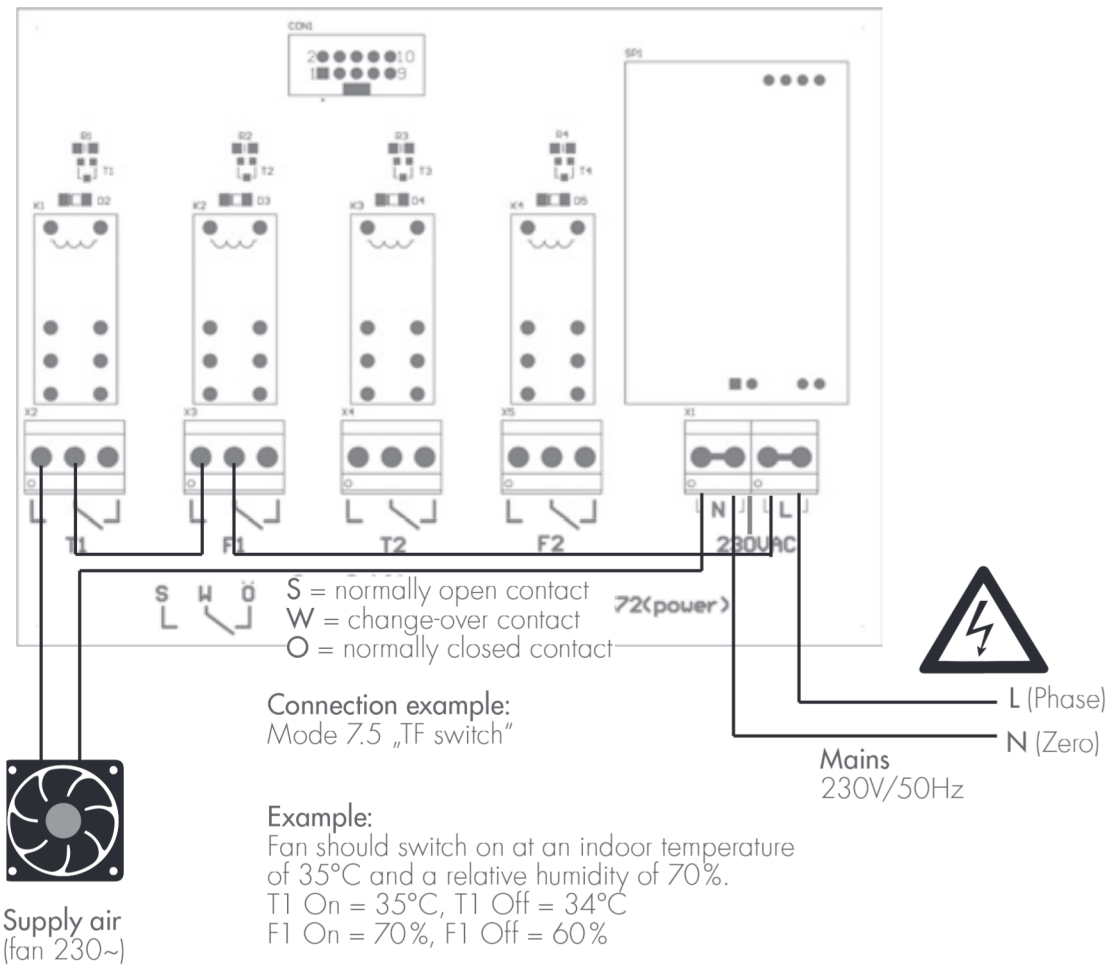 CON1
2 10
1 9
SP1
R1 R2 R3 R4
T1 T2 T3 T4
D2 D3 D4 D5
K1 K2 K3 K4
X2 X3 X4 X5 X1
N L
T1 F1 T2 F2 230VAC
S W Ö
S = normally open contact
W = change-over contact
O = normally closed contact
72(power)
Connection example:
Mode 7.5 „TF switch“
L (Phase)
N (Zero)
Mains
230V/50Hz
Example:
Fan should switch on at an indoor temperature
of 35°C and a relative humidity of 70%.
T1 On = 35°C, T1 Off = 34°C
F1 On = 70%, F1 Off = 60%
Supply air
(fan 230~)